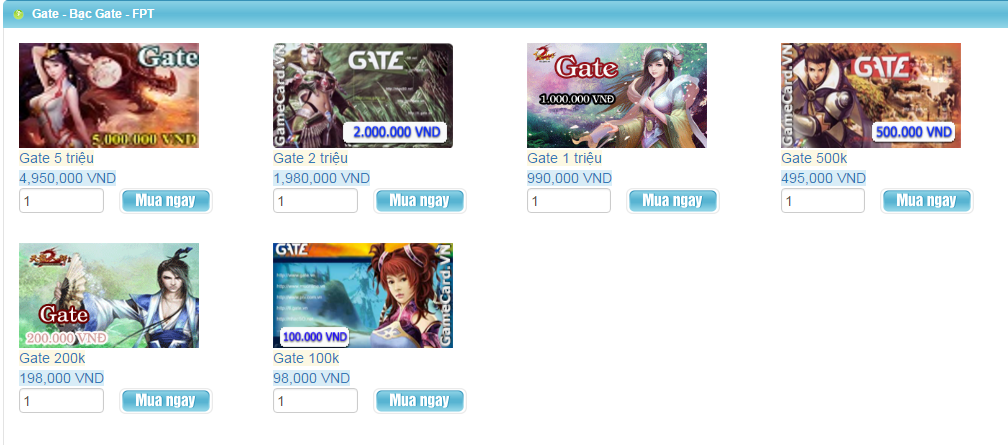 Gate - Bạc Gate - FPT
Gate
5.000.000 VND
Gate 5 triệu
4,950,000 VND
1
Mua ngay
GameCard.VN
GATE
2.000.000 VND
Gate 2 triệu
1,980,000 VND
1
Mua ngay
2
Gate
1.000.000 VNĐ
Gate 1 triệu
990,000 VND
1
Mua ngay
GameCard.VN
GATE
500.000 VND
Gate 500k
495,000 VND
1
Mua ngay
2
Gate
200.000 VNĐ
Gate 200k
198,000 VND
1
Mua ngay
GATE
GameCard.VN
100.000 VND
Gate 100k
98,000 VND
1
Mua ngay